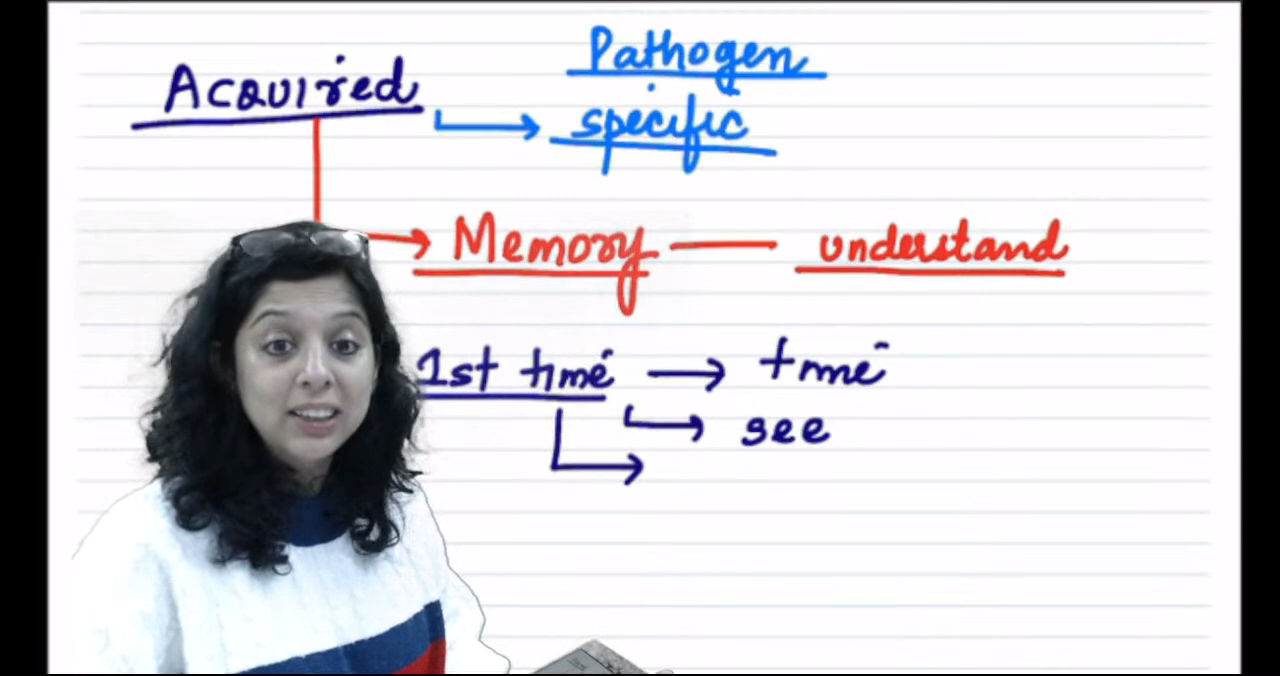 Pathogen
Acquired
specific
Memory — understand
1st time → time
see